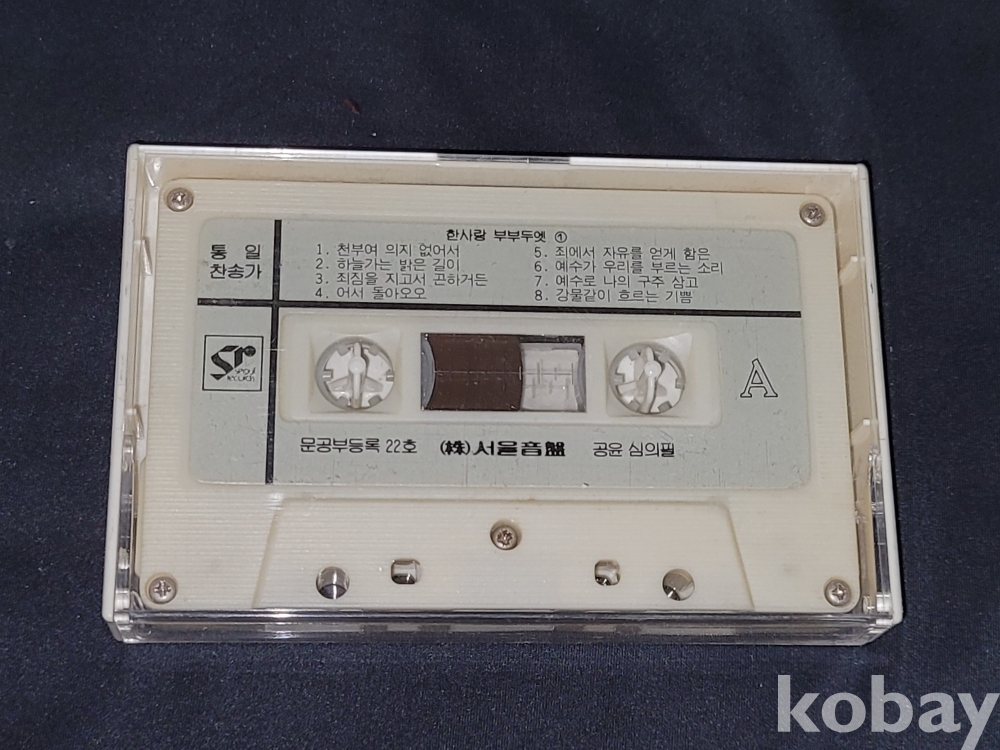 한사랑 부부두엣 ①
통 일
찬송가
1. 천부여 의지 없어서
2. 하늘가는 밝은 길이
3. 죄짐을 지고서 곤하거든
4. 어서 돌아오오
5. 죄에서 자유를 얻게 함은
6. 예수가 우리를 부르는 소리
7. 예수로 나의 구주 삼고
8. 강물같이 흐르는 기쁨
SR
seoul
records
A
문공부등록 22호 (株)서울音盤 공윤 심의필
kobay